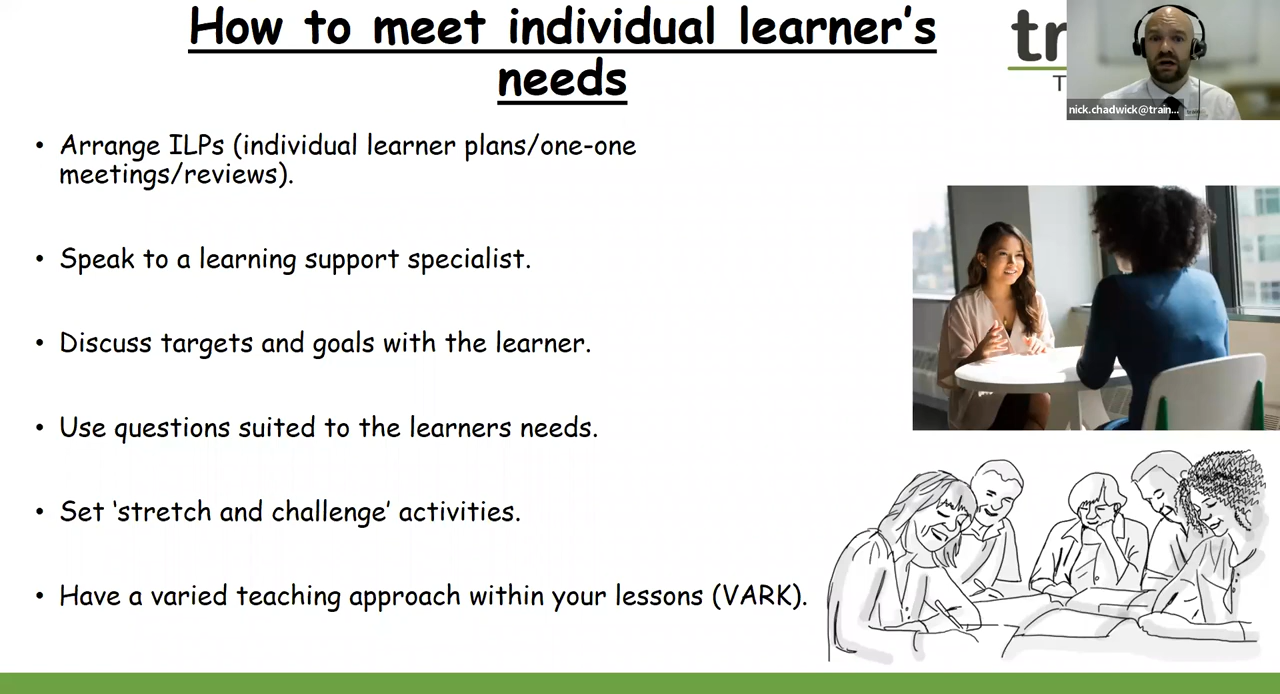 How to meet individual learner's
needs
tr
T
nick.chadwick@train...
• Arrange ILPs (individual learner plans/one-one
meetings/reviews).
• Speak to a learning support specialist.
• Discuss targets and goals with the learner.
• Use questions suited to the learners needs.
• Set ‘stretch and challenge’ activities.
• Have a varied teaching approach within your lessons (VARK).